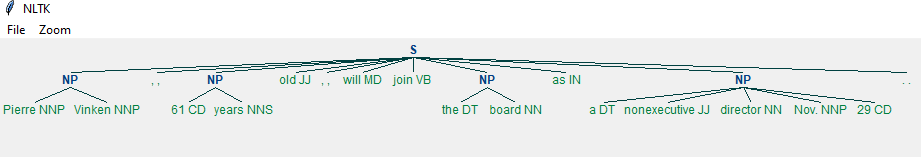 NLTK
File Zoom
S
NP , , NP old JJ , , will MD join VB NP as IN NP . .
Pierre NNP Vinken NNP 61 CD years NNS the DT board NN a DT nonexecutive JJ director NN Nov. NNP 29 CD